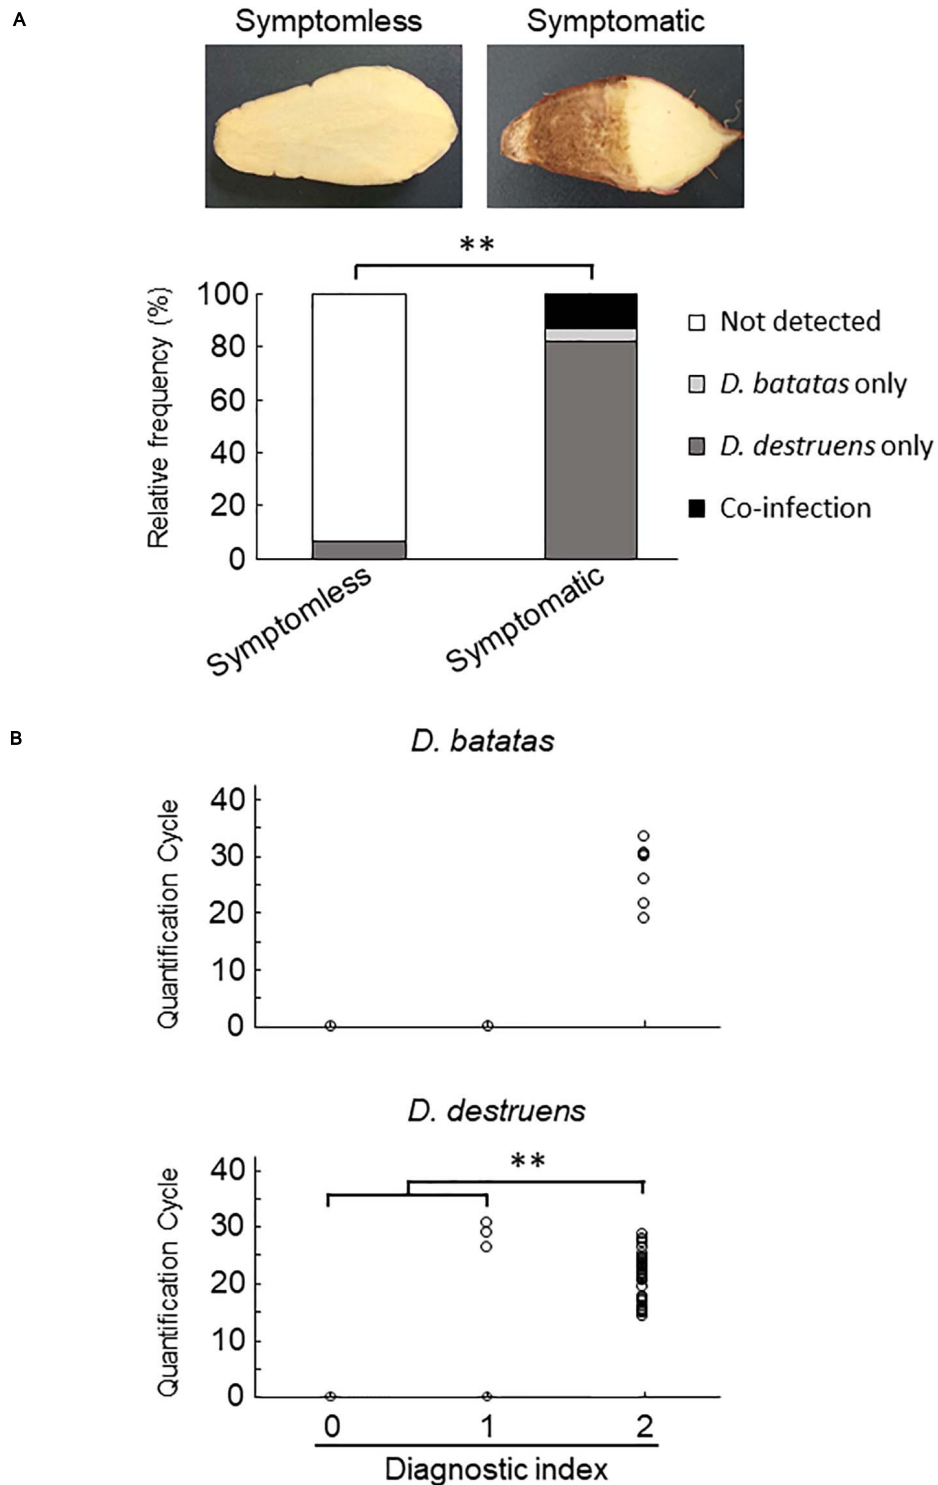 A
Symptomless
Symptomatic
**
Relative frequency (%)
100
80
60
40
20
0
Symptomless
Symptomatic
Not detected
D. batatas only
D. destruens only
Co-infection
B
D. batatas
Quantification Cycle
40
30
20
10
0
D. destruens
**
Quantification Cycle
40
30
20
10
0
0 1 2
Diagnostic index